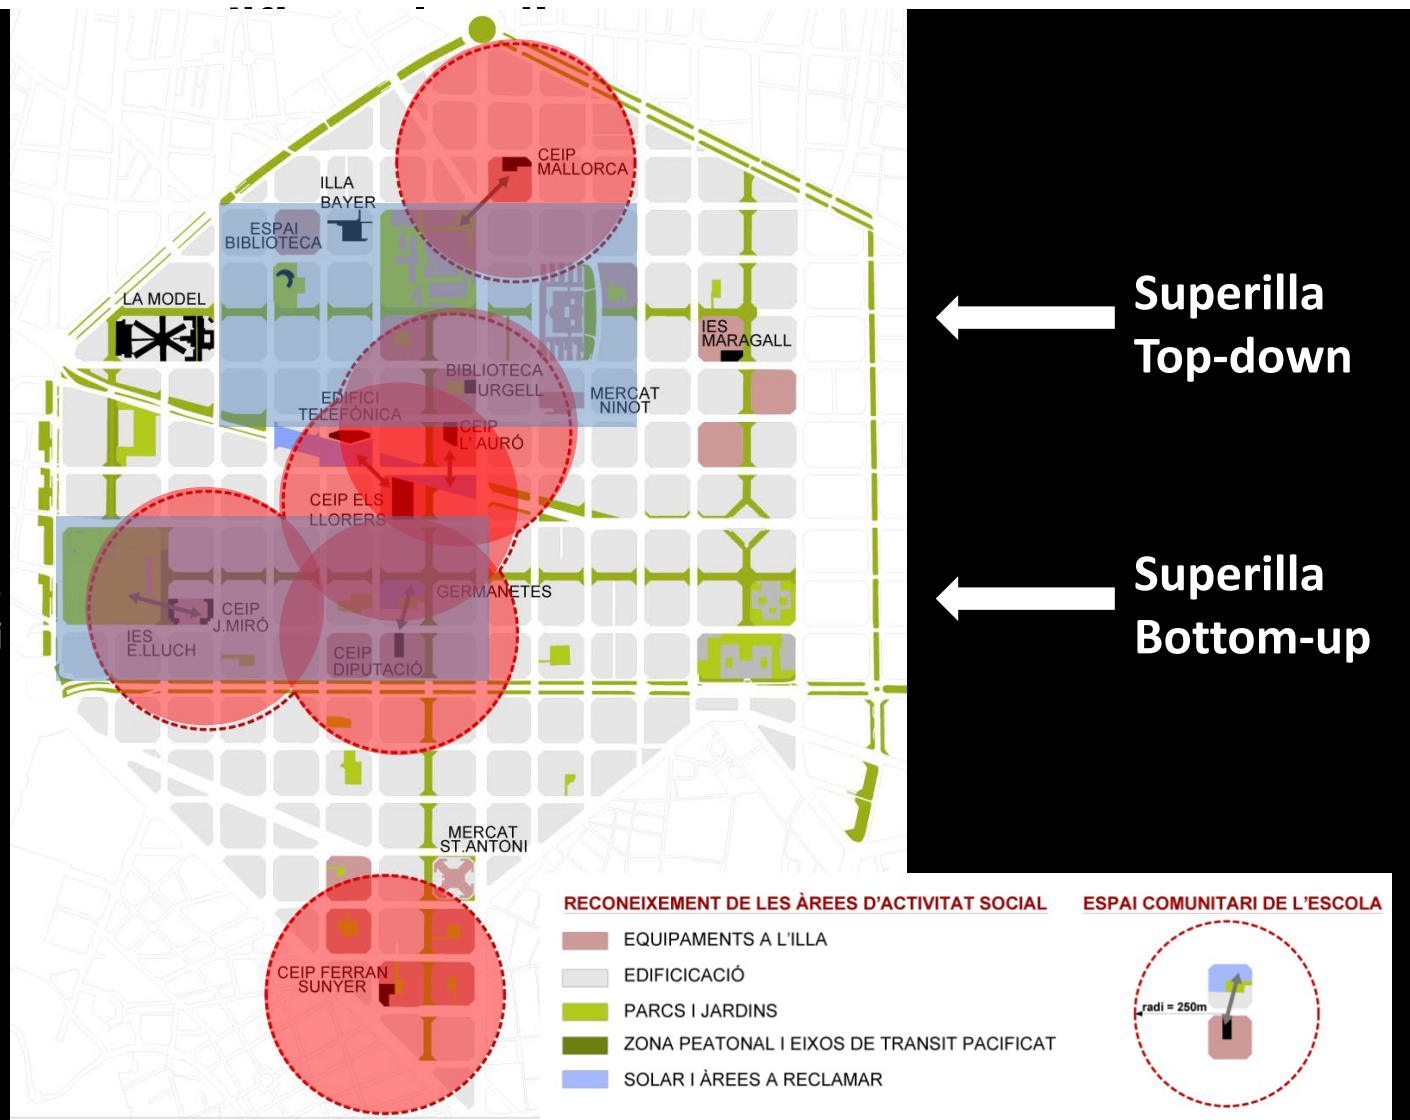 CEIP
MALLORCA
ILLA
BAYER
ESPAI
BIBLIOTECA
LA MODEL
IES
MARAGALL
BIBLIOTECA
URGELL
EDIFICI
TELEFÒNICA
MERCAT
NINOT
CEIP
L' AURÓ
CEIP ELS
LLORERS
GERMANETES
CEIP
J.MIRÓ
IES
E.LLUCH
CEIP
DIPUTACIÓ
MERCAT
ST.ANTONI
CEIP FERRAN
SUNYER
Superilla
Top-down
Superilla
Bottom-up
RECONEIXEMENT DE LES ÀREES D'ACTIVITAT SOCIAL
EQUIPAMENTS A L'ILLA
EDIFICICACIÓ
PARCS I JARDINS
ZONA PEATONAL I EIXOS DE TRANSIT PACIFICAT
SOLAR I ÀREES A RECLAMAR
ESPAI COMUNITARI DE L'ESCOLA
radi = 250m